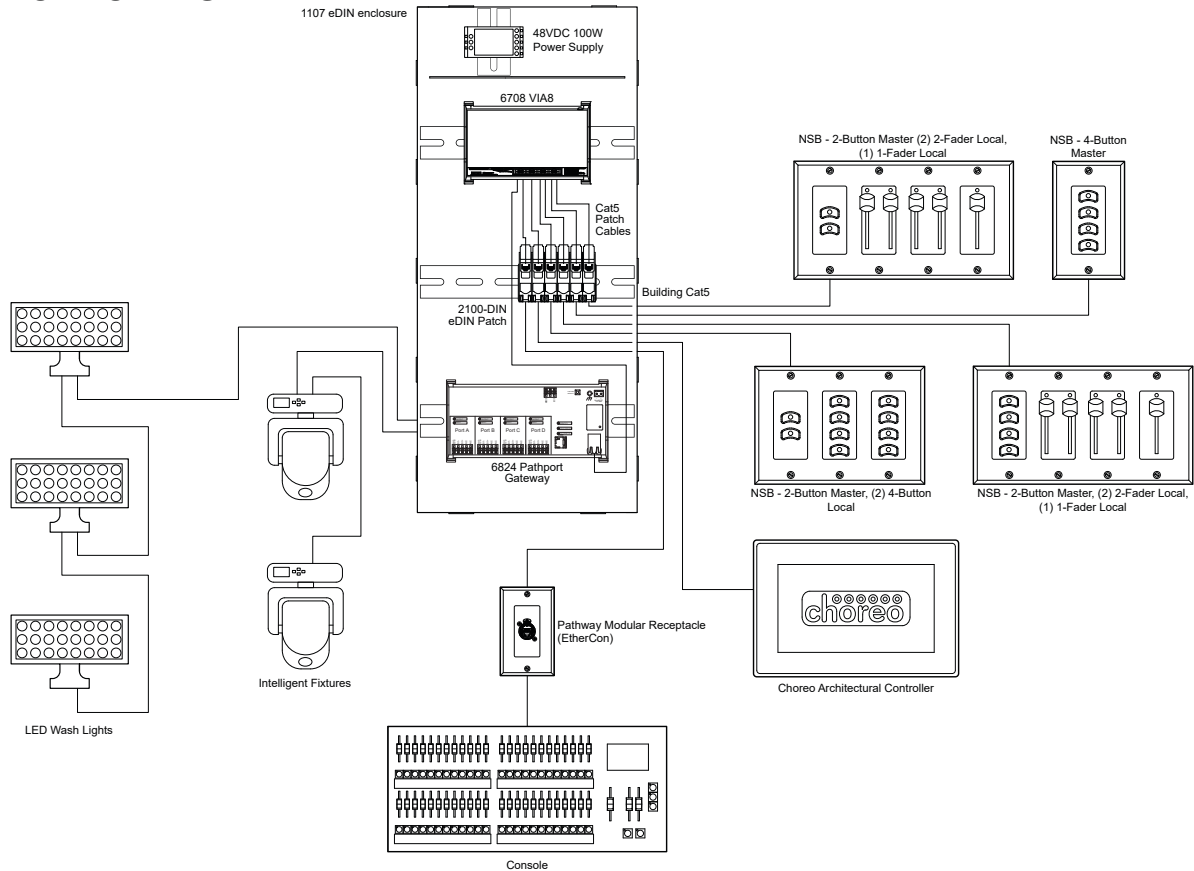 1107 eDIN enclosure
48VDC 100W
Power Supply
6708 VIA8
NSB - 2-Button Master (2) 2-Fader Local,
(1) 1-Fader Local
NSB - 4-Button
Master
Cat5
Patch
Cables
Building Cat5
2100-DIN
eDIN Patch
Port A
Port B
Port C
Port D
6824 Pathport
Gateway
NSB - 2-Button Master, (2) 4-Button
Local
NSB - 2-Button Master, (2) 2-Fader Local,
(1) 1-Fader Local
choreo
Pathway Modular Receptacle
(EtherCon)
Intelligent Fixtures
Choreo Architectural Controller
LED Wash Lights
Console